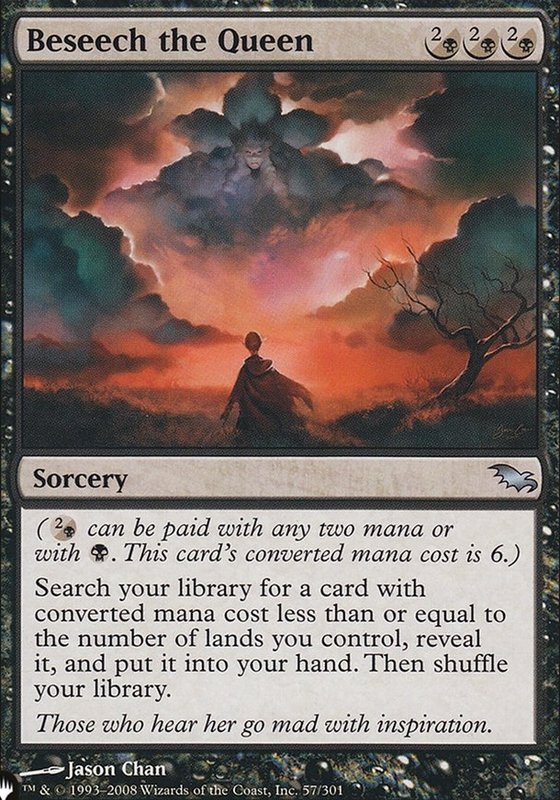 Beseech the Queen 2 2 2
Sorcery
( 2 can be paid with any two mana or
with . This card's converted mana cost is 6.)
Search your library for a card with
converted mana cost less than or equal to
the number of lands you control, reveal
it, and put it into your hand. Then shuffle
your library.
Those who hear her go mad with inspiration.
Jason Chan
™ & © 1993–2008 Wizards of the Coast, Inc. 57/301